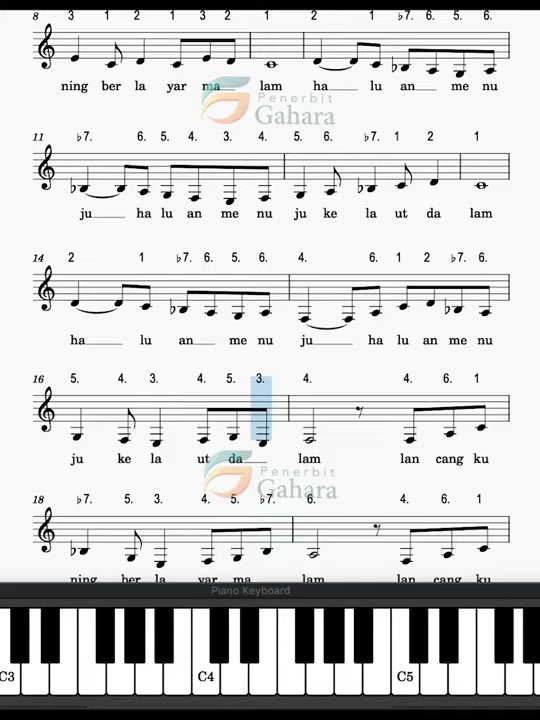 8 3 1 2 1 3 2 1 2 1 ♭7. 6. 5. 6.
ning ber la yar ma lam ha lu an me nu
Penerbit
Gahara
11 ♭7. 6. 5. 4. 3. 4. 5. 6. ♭7. 1 2 1
ju ha lu an me nu ju ke la ut da lam
14 2 1 ♭7. 6. 5. 6. 4. 6. 1 2 ♭7. 6.
ha lu an me nu ju ha lu an me nu
16 5. 4. 3. 4. 5. 3. 4. 4. 6. 1
ju ke la ut da lam lan cang ku
Penerbit
Gahara
18 ♭7. 5. 3. 4. 5. ♭7. 6. 4. 6. 1
ning ber la yar ma lam lan cang ku
Piano Keyboard
C3 C4 C5